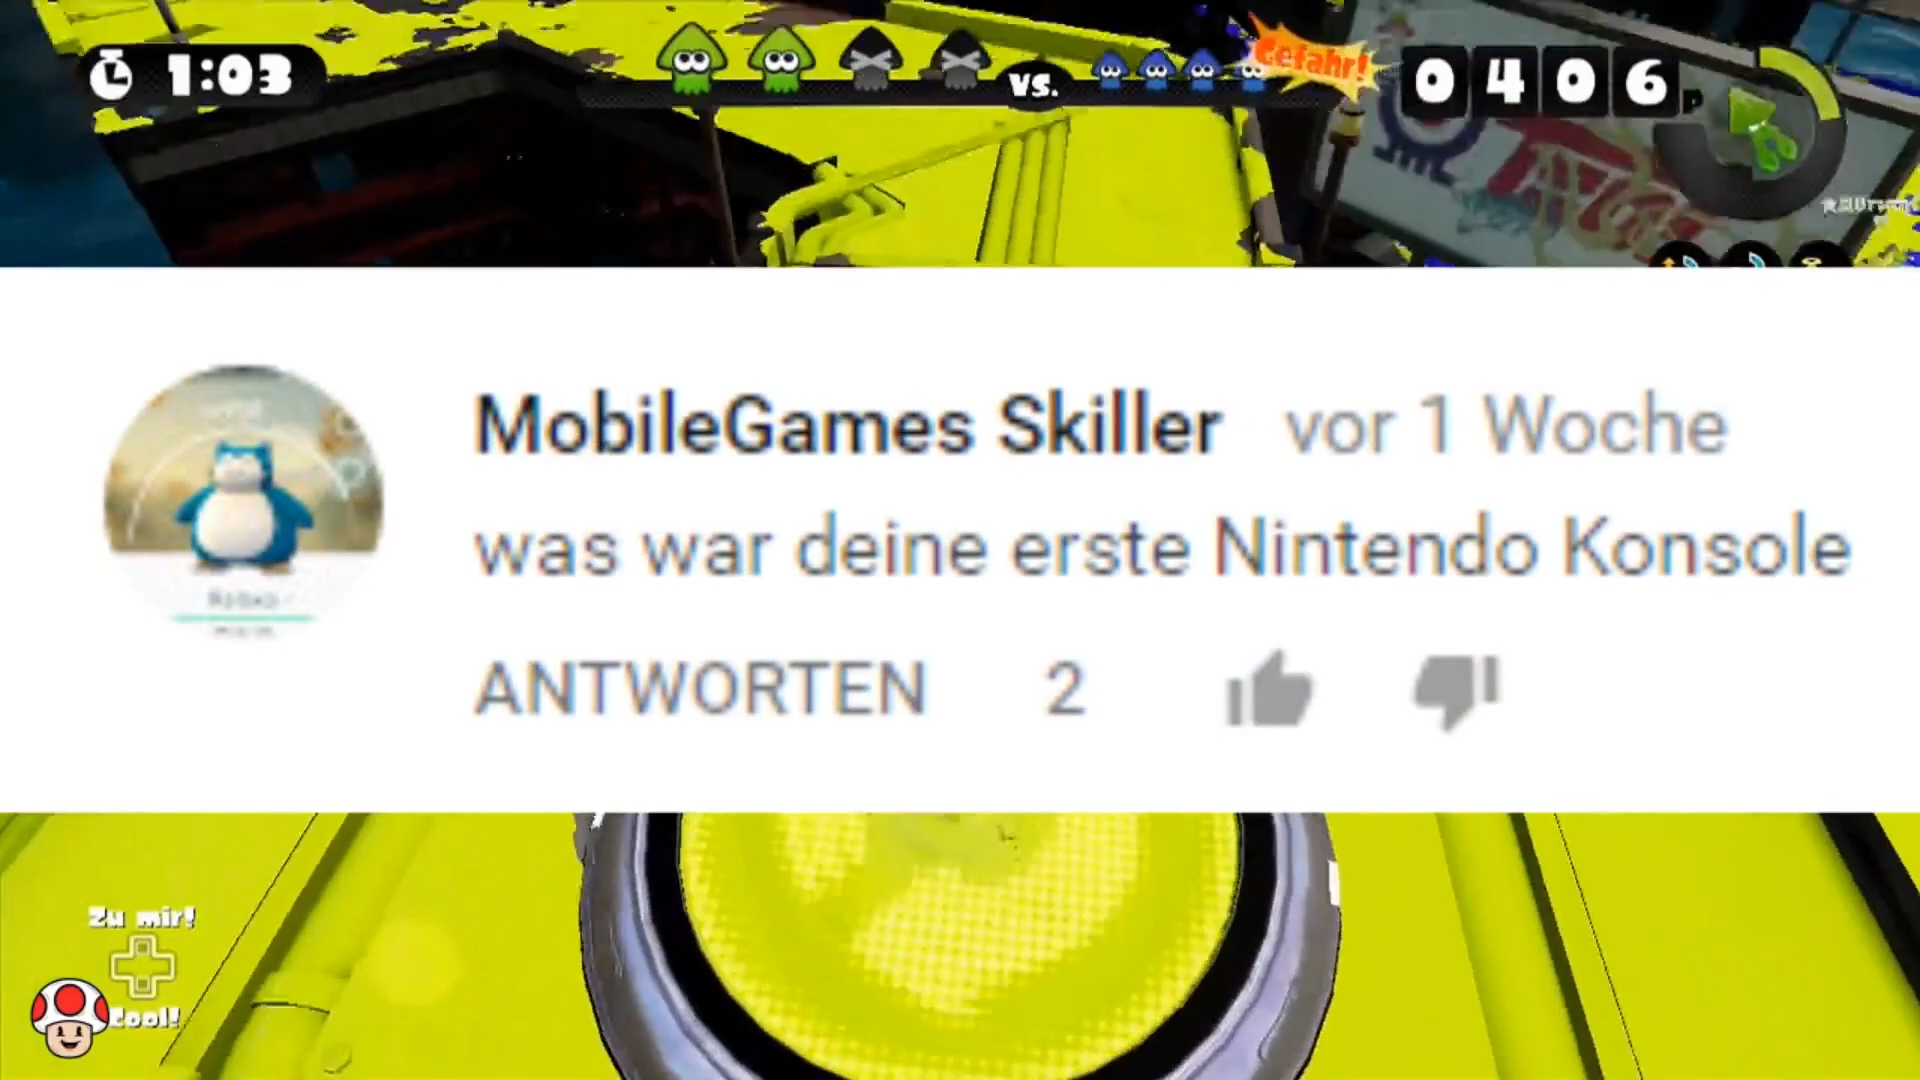 1:03
vs.
Gefahr!
0406p
MobileGames Skiller vor 1 Woche
was war deine erste Nintendo Konsole
ANTWORTEN 2
Zu mir!
Cool!